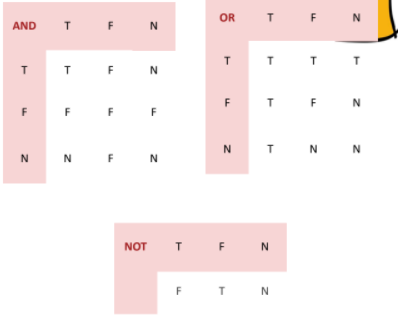 AND T F N
T T F N
F F F F
N N F N
OR T F N
T T T T
F T F N
N T N N
NOT T F N
F T N